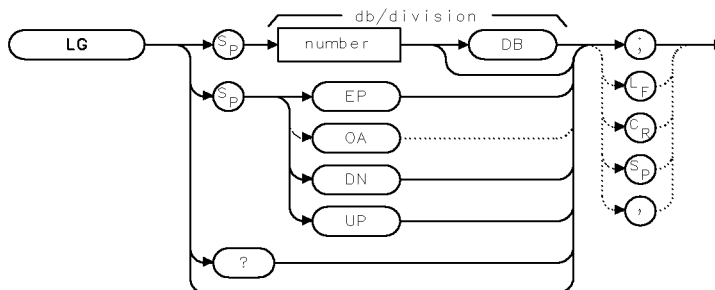 db/division
LG
SP
number
DB
;
SP
EP
LF
OA
CR
DN
SP
UP
,
?